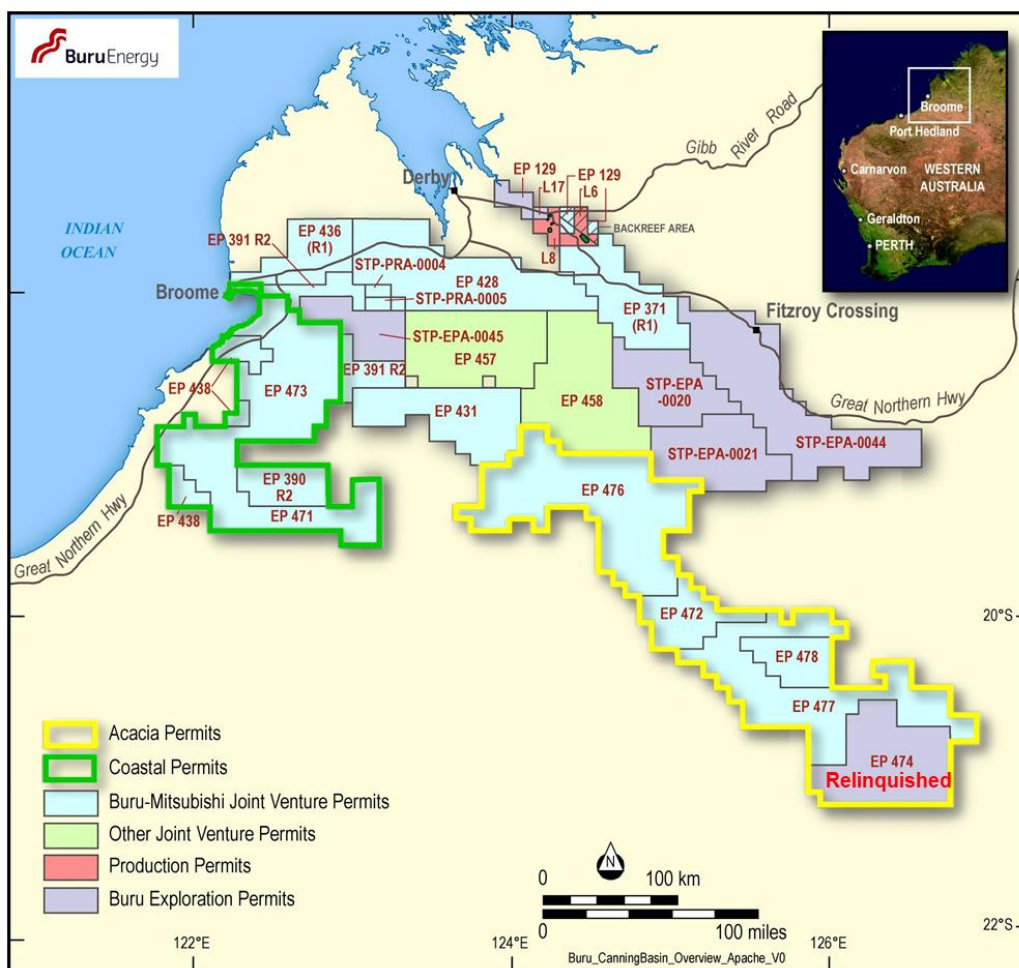 BuruEnergy
Broome
Port Hedland
Carnarvon
WESTERN
AUSTRALIA
Geraldton
PERTH
Gibb River Road
EP 129
L17
EP 129
L6
Derby
BACKREEF AREA
L8
INDIAN
OCEAN
EP 391 R2
EP 436
(R1)
STP-PRA-0004
EP 428
STP-PRA-0005
Broome
EP 371
(R1)
Fitzroy Crossing
STP-EPA-0045
EP 457
EP 391 R2
EP 438
EP 473
EP 431
EP 458
STP-EPA
-0020
Great Northern Hwy
STP-EPA-0021
STP-EPA-0044
EP 390
R2
EP 438
EP 471
EP 476
Great Northern Hwy
EP 472
20°S
EP 478
EP 477
EP 474
Relinquished
Acacia Permits
Coastal Permits
Buru-Mitsubishi Joint Venture Permits
Other Joint Venture Permits
Production Permits
Buru Exploration Permits
N
0 100 km
0 100 miles
22°S
122°E
124°E
126°E
Buru_CanningBasin_Overview_Apache_V0